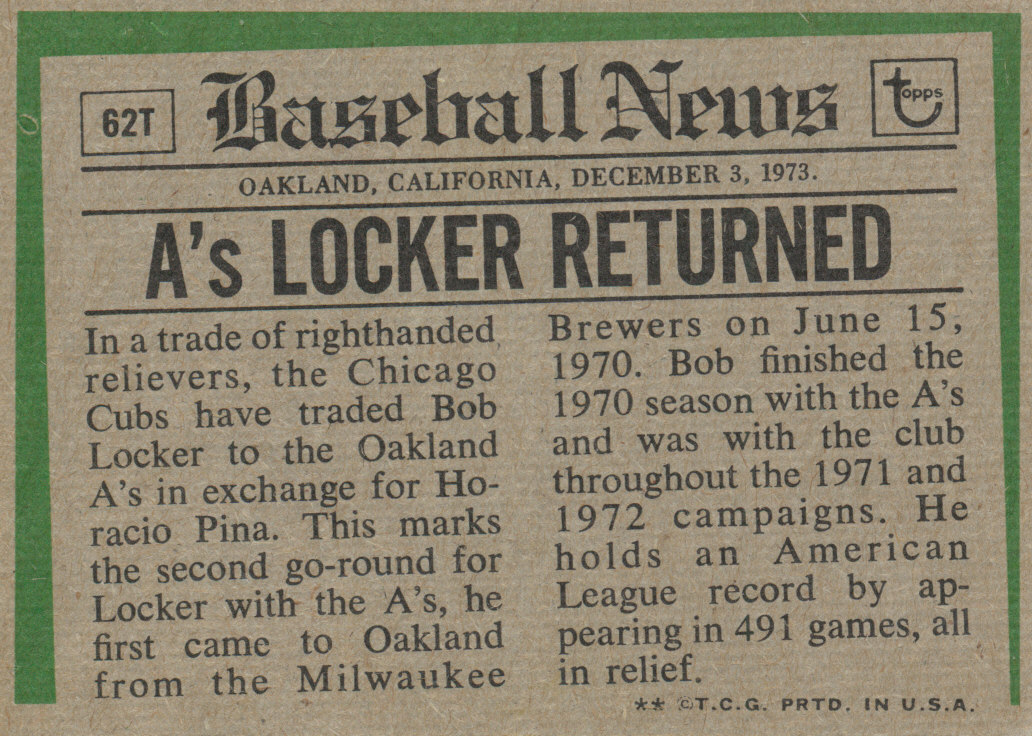 62T
Baseball News
topps
OAKLAND, CALIFORNIA, DECEMBER 3, 1973.
A's LOCKER RETURNED
In a trade of righthanded
relievers, the Chicago
Cubs have traded Bob
Locker to the Oakland
A's in exchange for Ho-
racio Pina. This marks
the second go-round for
Locker with the A's, he
first came to Oakland
from the Milwaukee
Brewers on June 15,
1970. Bob finished the
1970 season with the A's
and was with the club
throughout the 1971 and
1972 campaigns. He
holds an American
League record by ap-
pearing in 491 games, all
in relief.
** ©T.C.G. PRTD. IN U.S.A.